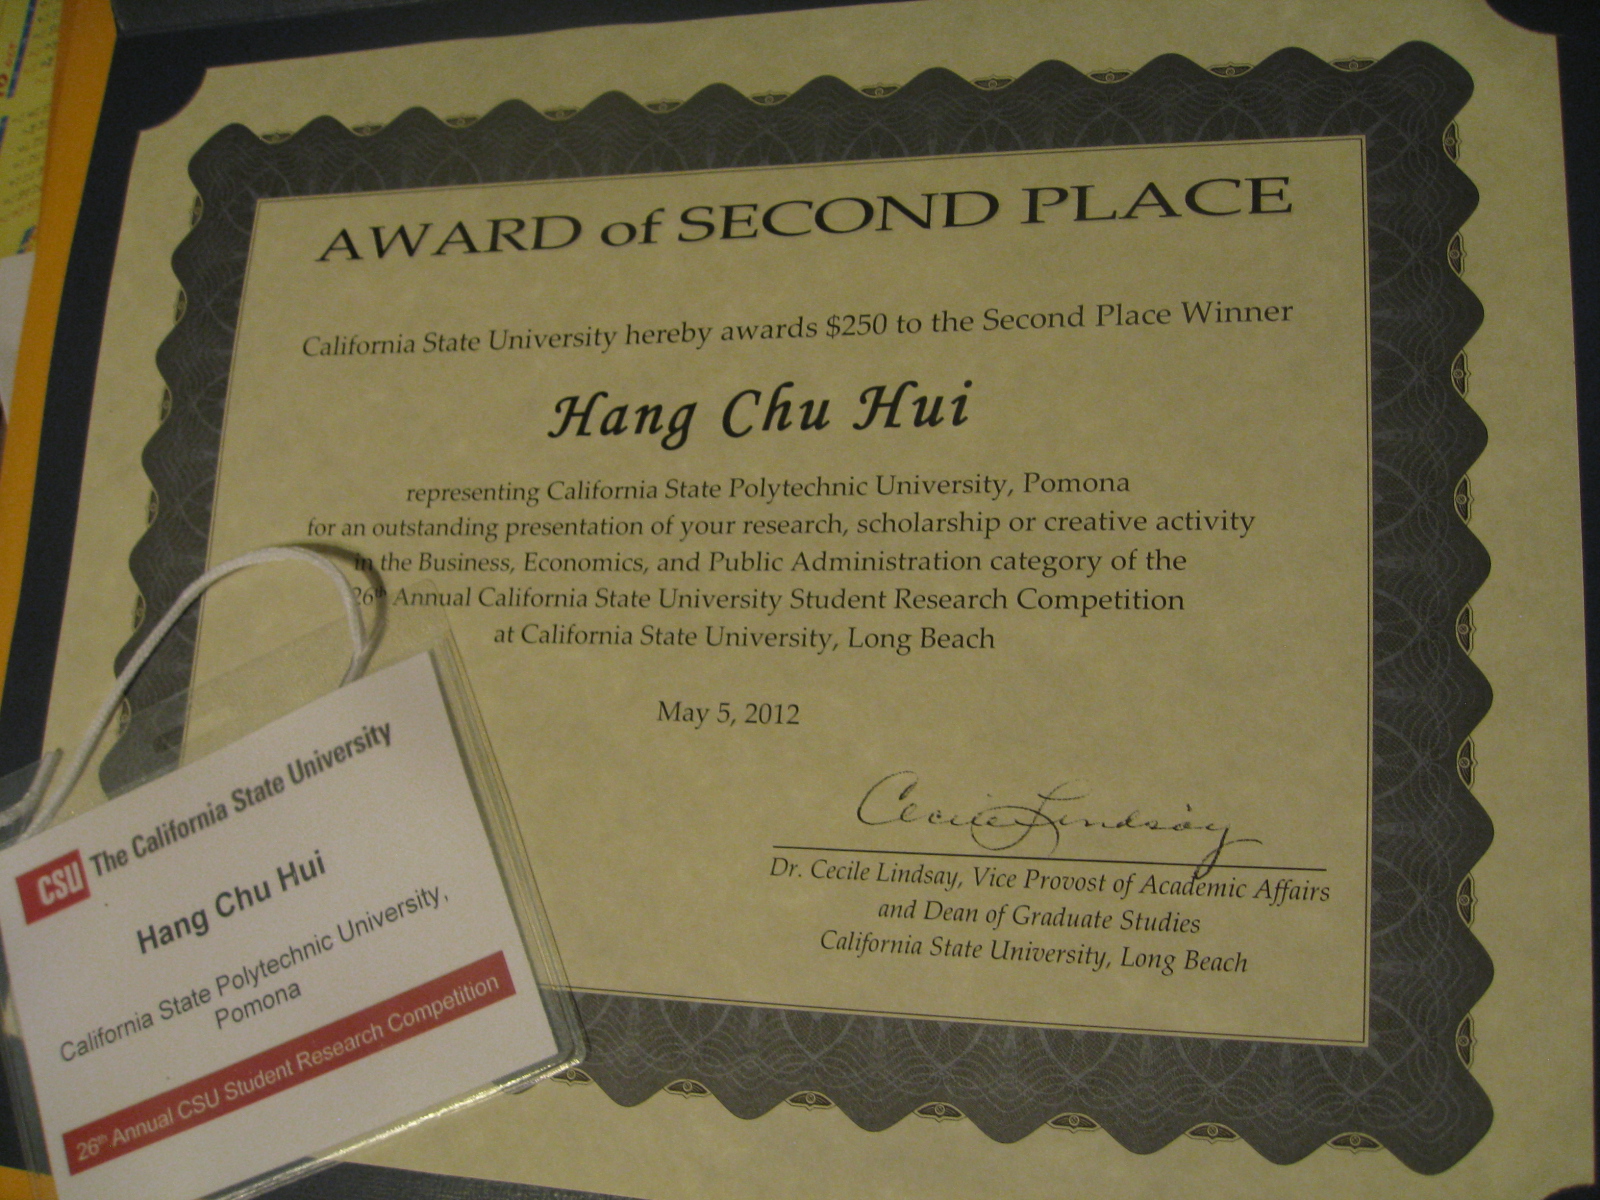 AWARD of SECOND PLACE
California State University hereby awards $250 to the Second Place Winner
Hang Chu Hui
representing California State Polytechnic University, Pomona
for an outstanding presentation of your research, scholarship or creative activity
in the Business, Economics, and Public Administration category of the
26th Annual California State University Student Research Competition
at California State University, Long Beach
May 5, 2012
Cecile Lindsay
Dr. Cecile Lindsay, Vice Provost of Academic Affairs
and Dean of Graduate Studies
California State University, Long Beach
CSU The California State University
Hang Chu Hui
California State Polytechnic University,
Pomona
26th Annual CSU Student Research Competition